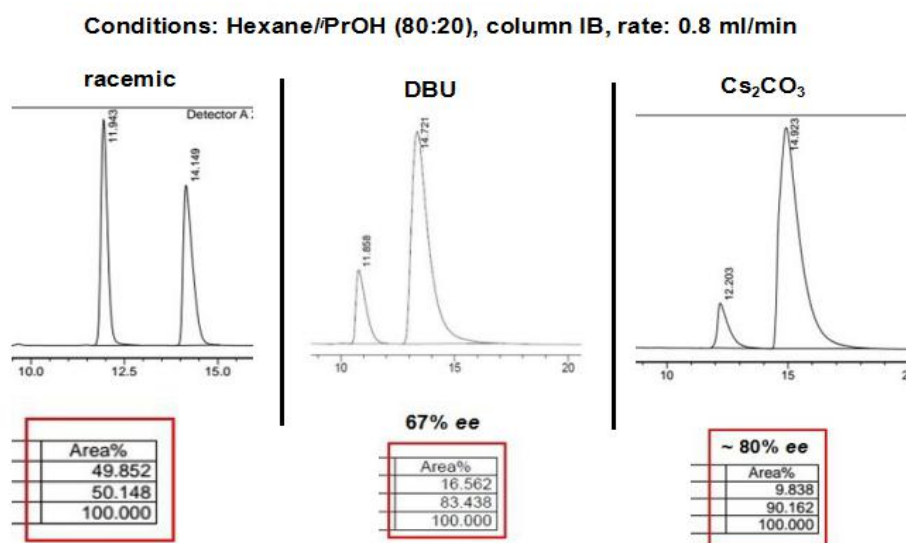 Conditions: Hexane/iPrOH (80:20), column IB, rate: 0.8 ml/min
racemic
Detector A
11.943
14.149
10.0 12.5 15.0
Area%
49.852
50.148
100.000
DBU
11.858
14.721
10 15 20
67% ee
Area%
16.562
83.438
100.000
Cs₂CO₃
12.203
14.923
10 15
~ 80% ee
Area%
9.838
90.162
100.000